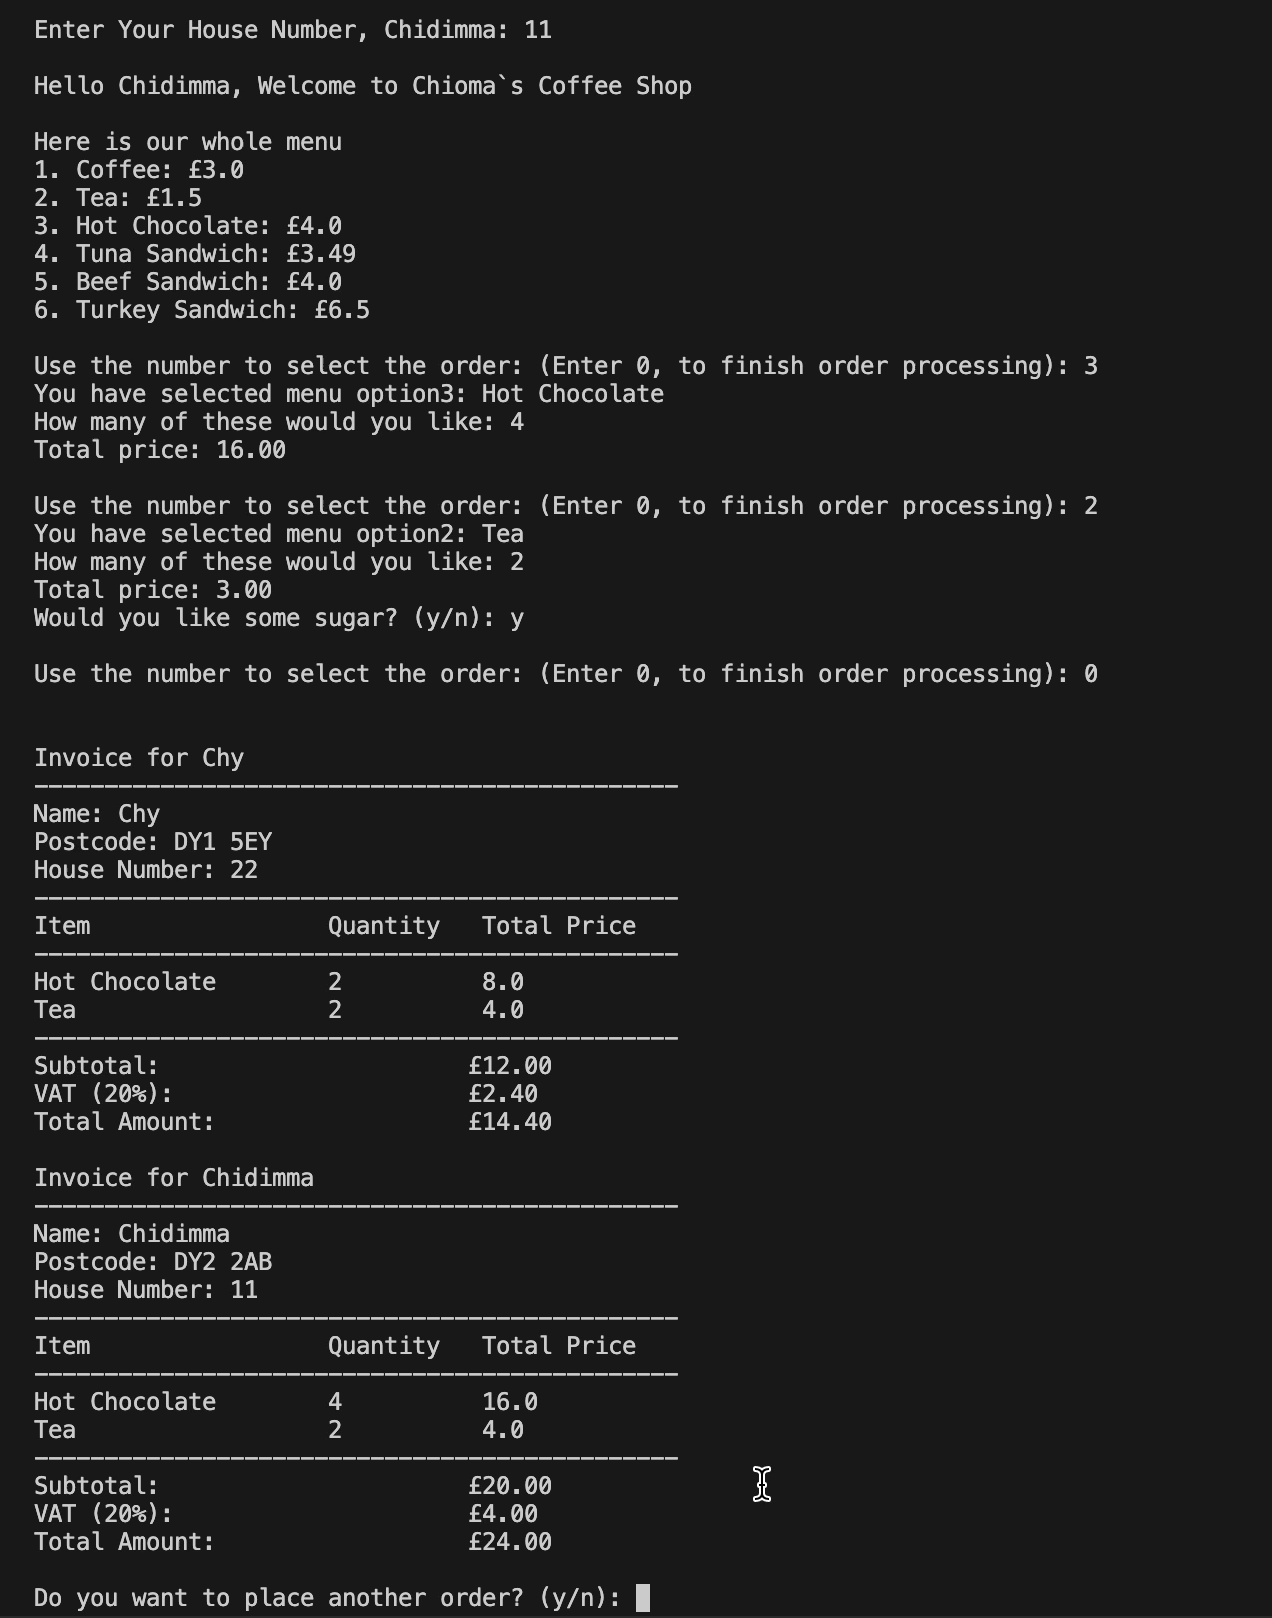 Enter Your House Number, Chidimma: 11
Hello Chidimma, Welcome to Chioma`s Coffee Shop
Here is our whole menu
1. Coffee: £3.0
2. Tea: £1.5
3. Hot Chocolate: £4.0
4. Tuna Sandwich: £3.49
5. Beef Sandwich: £4.0
6. Turkey Sandwich: £6.5
Use the number to select the order: (Enter 0, to finish order processing): 3
You have selected menu option3: Hot Chocolate
How many of these would you like: 4
Total price: 16.00
Use the number to select the order: (Enter 0, to finish order processing): 2
You have selected menu option2: Tea
How many of these would you like: 2
Total price: 3.00
Would you like some sugar? (y/n): y
Use the number to select the order: (Enter 0, to finish order processing): 0
Invoice for Chy
----------------------------------------------
Name: Chy
Postcode: DY1 5EY
House Number: 22
----------------------------------------------
Item Quantity Total Price
----------------------------------------------
Hot Chocolate 2 8.0
Tea 2 4.0
----------------------------------------------
Subtotal: £12.00
VAT (20%): £2.40
Total Amount: £14.40
Invoice for Chidimma
----------------------------------------------
Name: Chidimma
Postcode: DY2 2AB
House Number: 11
----------------------------------------------
Item Quantity Total Price
----------------------------------------------
Hot Chocolate 4 16.0
Tea 2 4.0
----------------------------------------------
Subtotal: £20.00
VAT (20%): £4.00
Total Amount: £24.00
Do you want to place another order? (y/n):